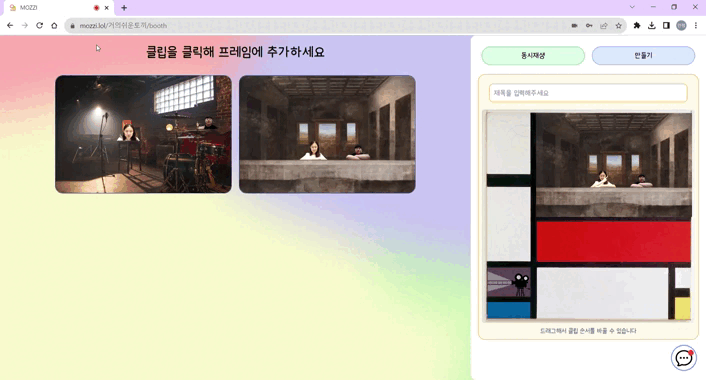 MOZZI
mozzi.lol/거의쉬운토끼/booth
클립을 클릭해 프레임에 추가하세요
동시재생
만들기
제목을 입력해주세요
드래그해서 클립 순서를 바꿀 수 있습니다